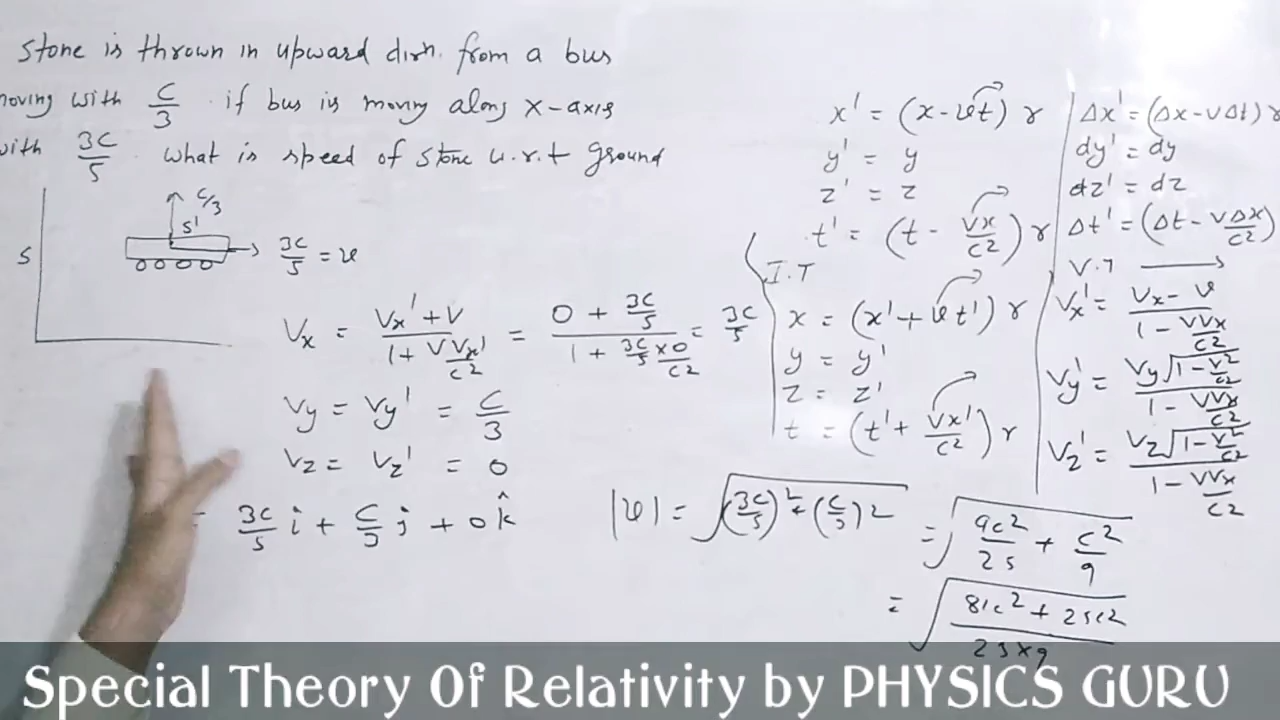 stone is thrown in upward dirn. from a bus
moving with C/3 . if bus is moving along x-axis
with 3C/5 . what is speed of stone w.r.t ground
S
C/3
S'
3C/5 = v
Vx = (Vx' + V)/(1 + VVx'/c2) = (0 + 3C/5)/(1 + 3C/5 x0/c2) = 3C/5
Vy = Vy' = C/3
Vz = Vz' = 0
= 3C/5 i + C/3 j + 0 k̂
|v| = √((3C/5)² + (C/3)2
= √(9c2/25 + c2/9
= √(81c2 + 25c2/25x9
x' = (x - vt) γ
y' = y
z' = z
t' = (t - Vx/c2) γ
I.T
x = (x' + vt') γ
y = y'
z = z'
t = (t' + Vx'/c2) γ
Δx' = (Δx - VΔt) γ
dy' = dy
dz' = dz
Δt' = (Δt - VΔx/c2)
V.T
Vx' = (Vx - v)/(1 - VVx/c2)
Vy' = Vy√(1 - V2/c2)/(1 - VVx/c2)
Vz' = Vz√(1 - V2/c2)/(1 - VVx/c2)
Special Theory Of Relativity by PHYSICS GURU